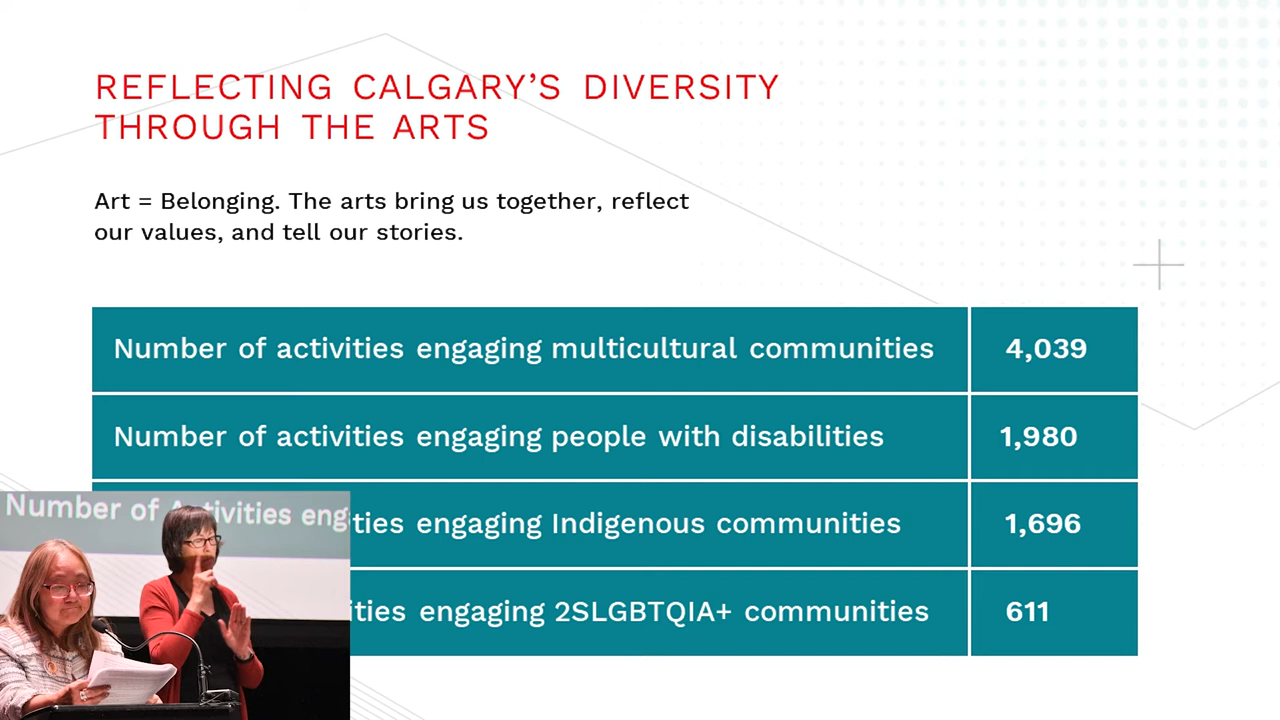 REFLECTING CALGARY'S DIVERSITY
THROUGH THE ARTS
Art = Belonging. The arts bring us together, reflect
our values, and tell our stories.
Number of activities engaging multicultural communities 4,039
Number of activities engaging people with disabilities 1,980
ties engaging Indigenous communities 1,696
ities engaging 2SLGBTQIA+ communities 611
Number of Activities eng